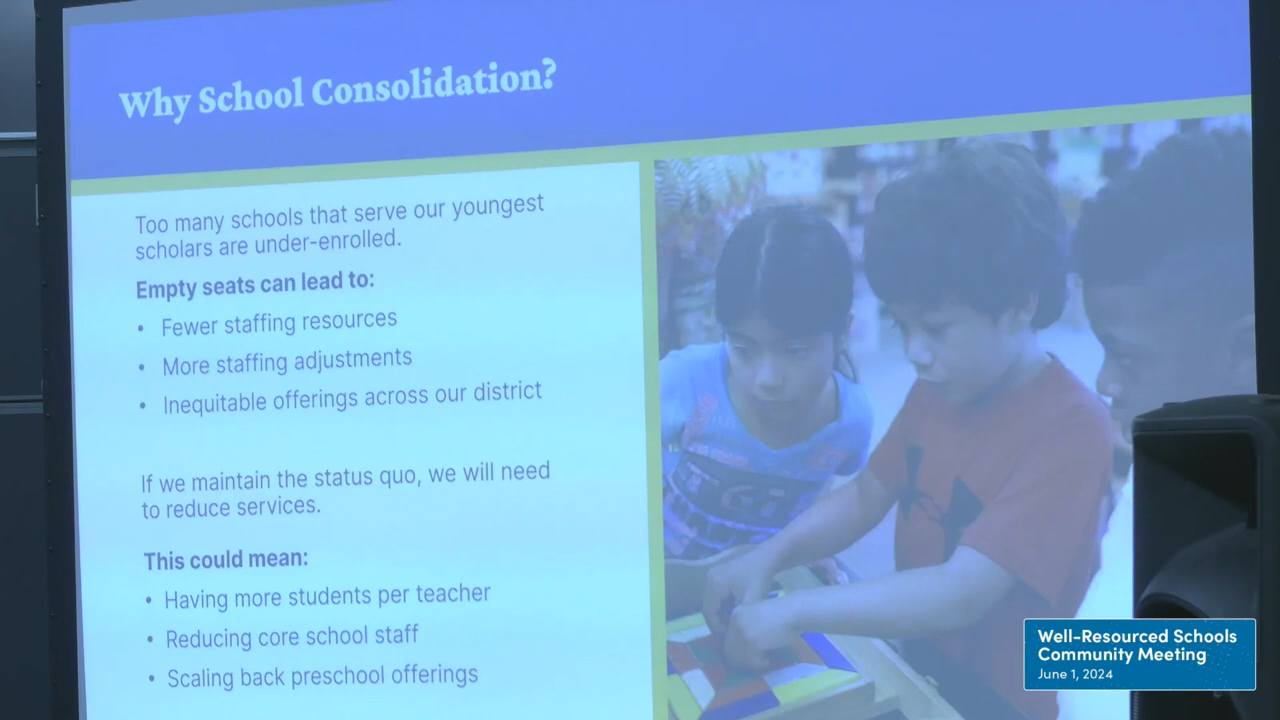 Why School Consolidation?
Too many schools that serve our youngest
scholars are under-enrolled.
Empty seats can lead to:
• Fewer staffing resources
• More staffing adjustments
• Inequitable offerings across our district
If we maintain the status quo, we will need
to reduce services.
This could mean:
• Having more students per teacher
• Reducing core school staff
• Scaling back preschool offerings
Well-Resourced Schools
Community Meeting
June 1, 2024